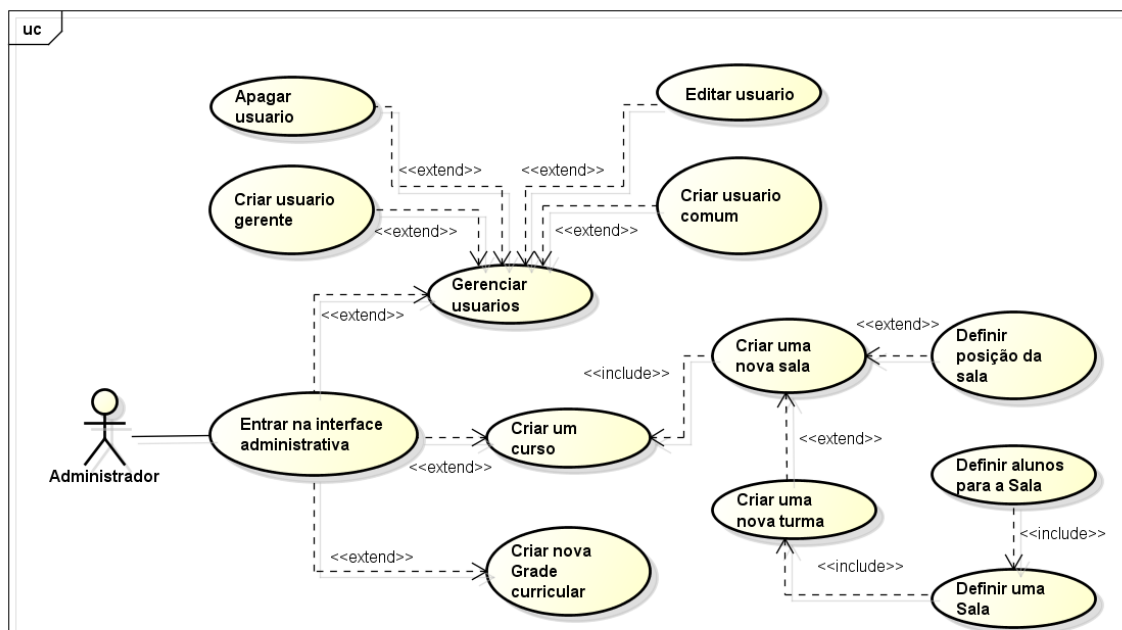 uc
Apagar
usuario
Editar usuario
<<extend>>
<<extend>>
Criar usuario
gerente
Criar usuario
comum
<<extend>>
<<extend>>
Gerenciar
usuarios
<<extend>>
Criar uma
nova sala
<<extend>>
Definir
posição da
sala
<<include>>
Administrador
Entrar na interface
administrativa
<<extend>>
Criar um
curso
<<extend>>
Definir alunos
para a Sala
Criar uma
nova turma
<<include>>
<<extend>>
Criar nova
Grade
curricular
<<include>>
Definir uma
Sala